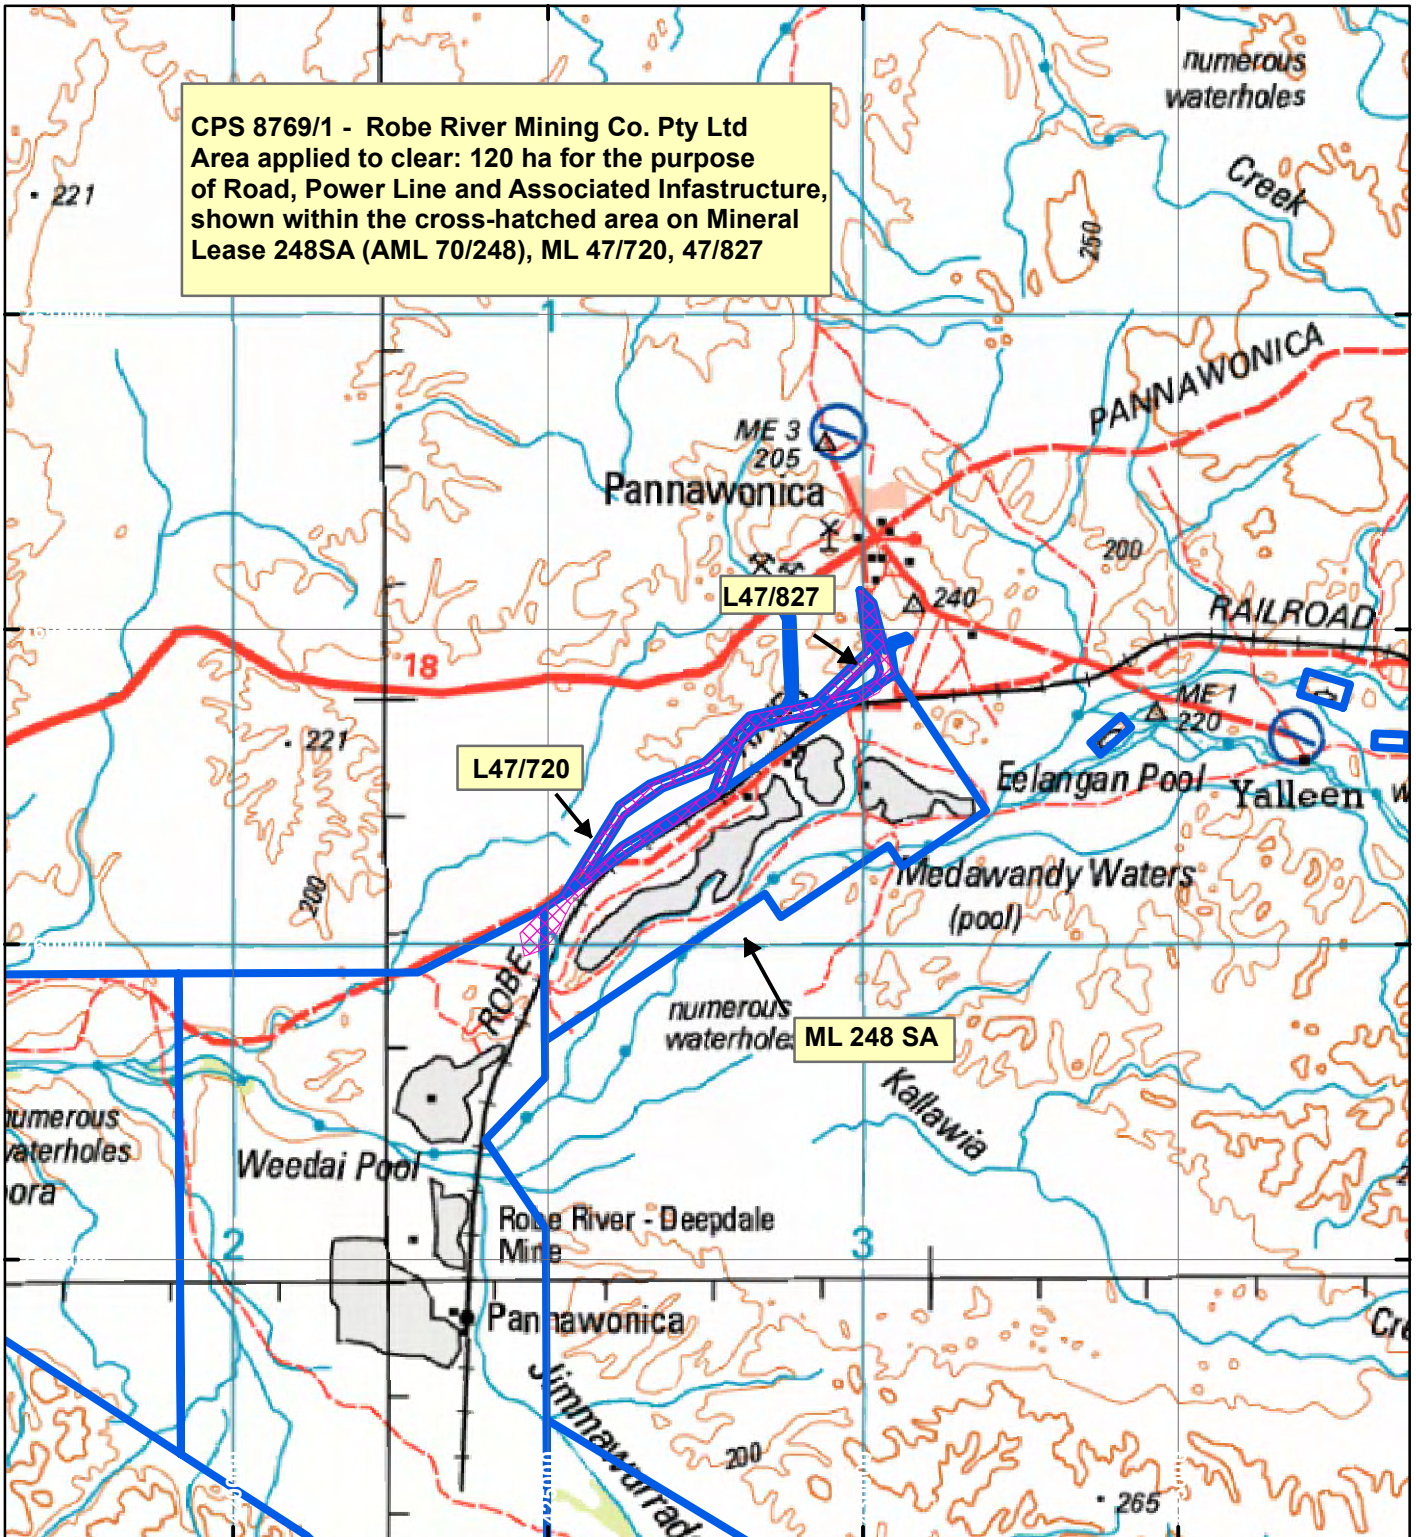 CPS 8769/1 - Robe River Mining Co. Pty Ltd
Area applied to clear: 120 ha for the purpose
of Road, Power Line and Associated Infastructure,
shown within the cross-hatched area on Mineral
Lease 248SA (AML 70/248), ML 47/720, 47/827
numerous
waterholes
Creek
221
250
1
PANNAWONICA
ME 3
205
Pannawonica
200
L47/827
240
RAILROAD
18
ME 1
220
221
L47/720
Eelangan Pool
Yalleen
W
200
Medawandy Waters
(pool)
ROBE
numerous
waterholes
ML 248 SA
Kallawia
numerous
waterholes
ora
Weedai Pool
Robe River - Deepdale
Mine
2
3
Pannawonica
Cre
Jimmawurrad
200
265